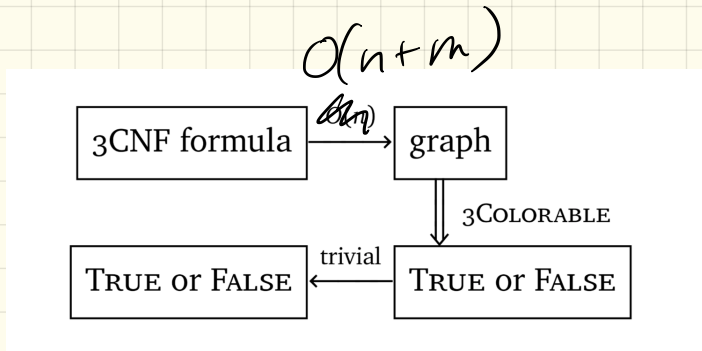 O(n+m)
3CNF formula
graph
3COLORABLE
trivial
TRUE or FALSE
TRUE or FALSE